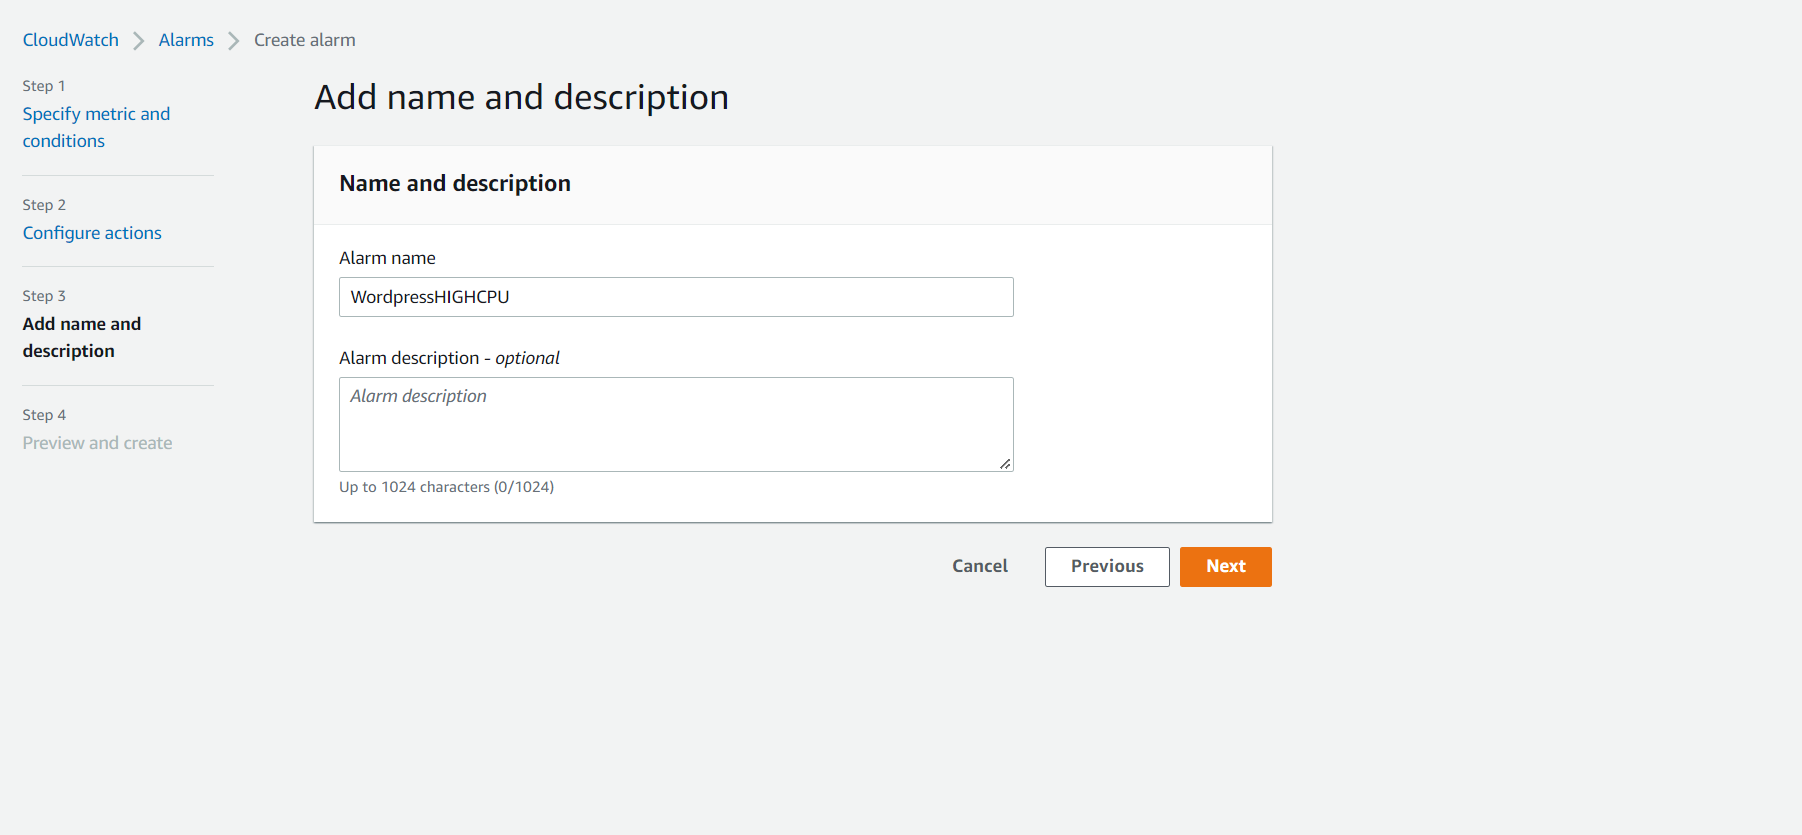 CloudWatch > Alarms > Create alarm
Step 1
Specify metric and
conditions
Step 2
Configure actions
Step 3
Add name and
description
Step 4
Preview and create
Add name and description
Name and description
Alarm name
WordpressHIGHCPU
Alarm description - optional
Alarm description
Up to 1024 characters (0/1024)
Cancel Previous Next